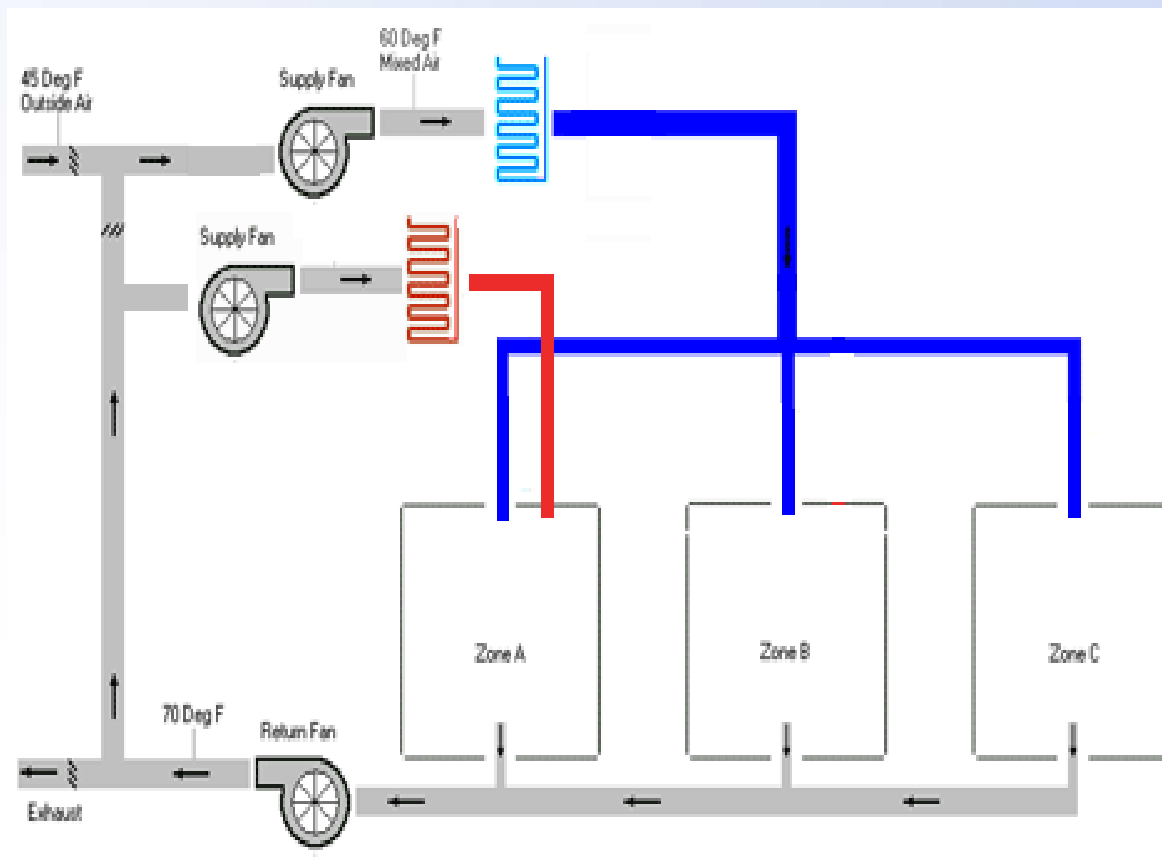 60 Deg F
Mixed Air
45 Deg F
Outside Air
Supply Fan
Supply Fan
Zone A
Zone B
Zone C
70 Deg F
Return Fan
Exhaust